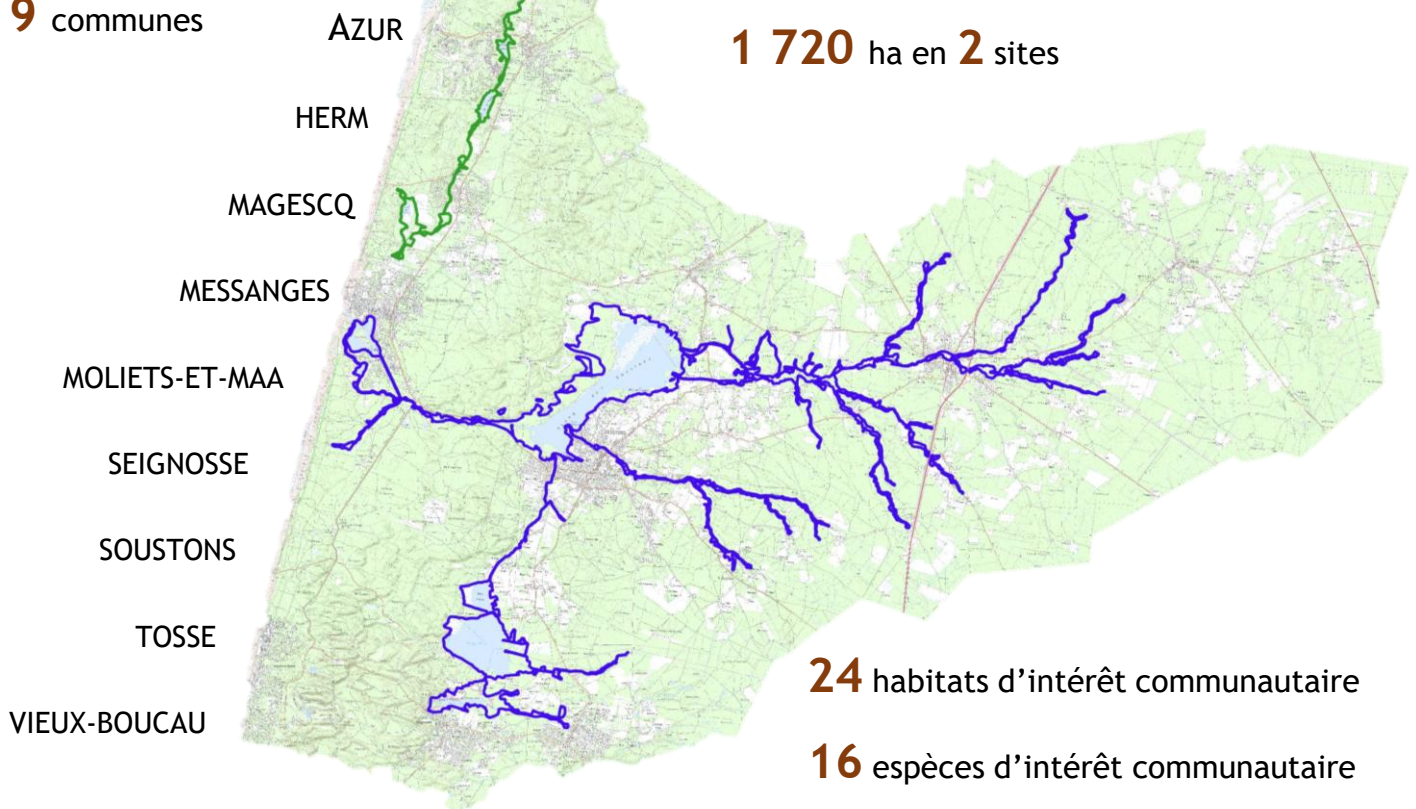 9 communes
AZUR
1 720 ha en 2 sites
HERM
MAGESCQ
MESSANGES
MOLIETS-ET-MAA
SEIGNOSSE
SOUSTONS
TOSSE
VIEUX-BOUCAU
24 habitats d’intérêt communautaire
16 espèces d’intérêt communautaire